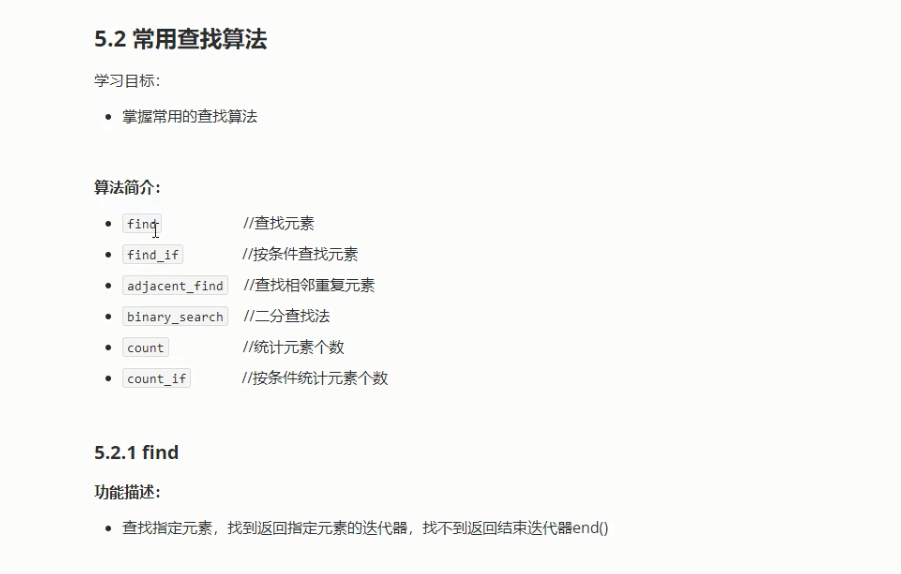 5.2 常用查找算法
学习目标：
掌握常用的查找算法
算法简介：
find //查找元素
find_if //按条件查找元素
adjacent_find //查找相邻重复元素
binary_search //二分查找法
count //统计元素个数
count_if //按条件统计元素个数
5.2.1 find
功能描述：
查找指定元素，找到返回指定元素的迭代器，找不到返回结束迭代器end()